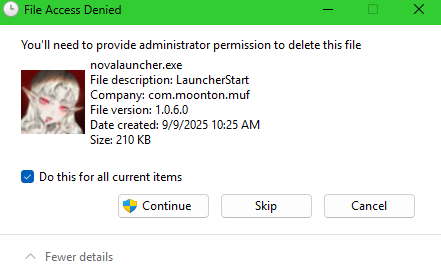 File Access Denied
You'll need to provide administrator permission to delete this file
novalauncher.exe
File description: LauncherStart
Company: com.moonton.muf
File version: 1.0.6.0
Date created: 9/9/2025 10:25 AM
Size: 210 KB
Do this for all current items
Continue
Skip
Cancel
Fewer details